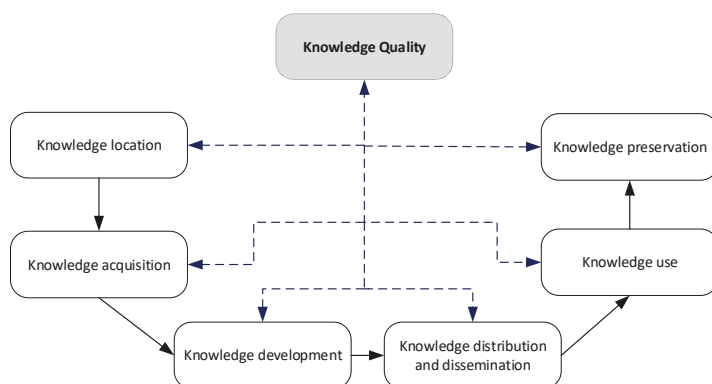 Knowledge Quality
Knowledge location
Knowledge preservation
Knowledge acquisition
Knowledge use
Knowledge development
Knowledge distribution
and dissemination